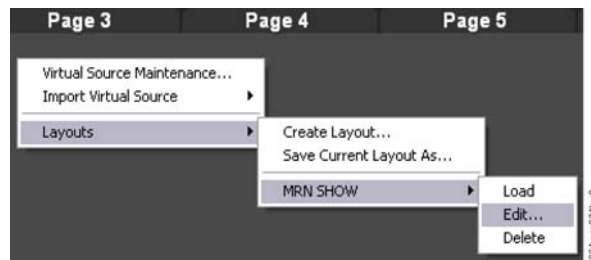 Page 3 Page 4 Page 5
Virtual Source Maintenance...
Import Virtual Source
Layouts
Create Layout...
Save Current Layout As...
MRN SHOW
Load
Edit...
Delete